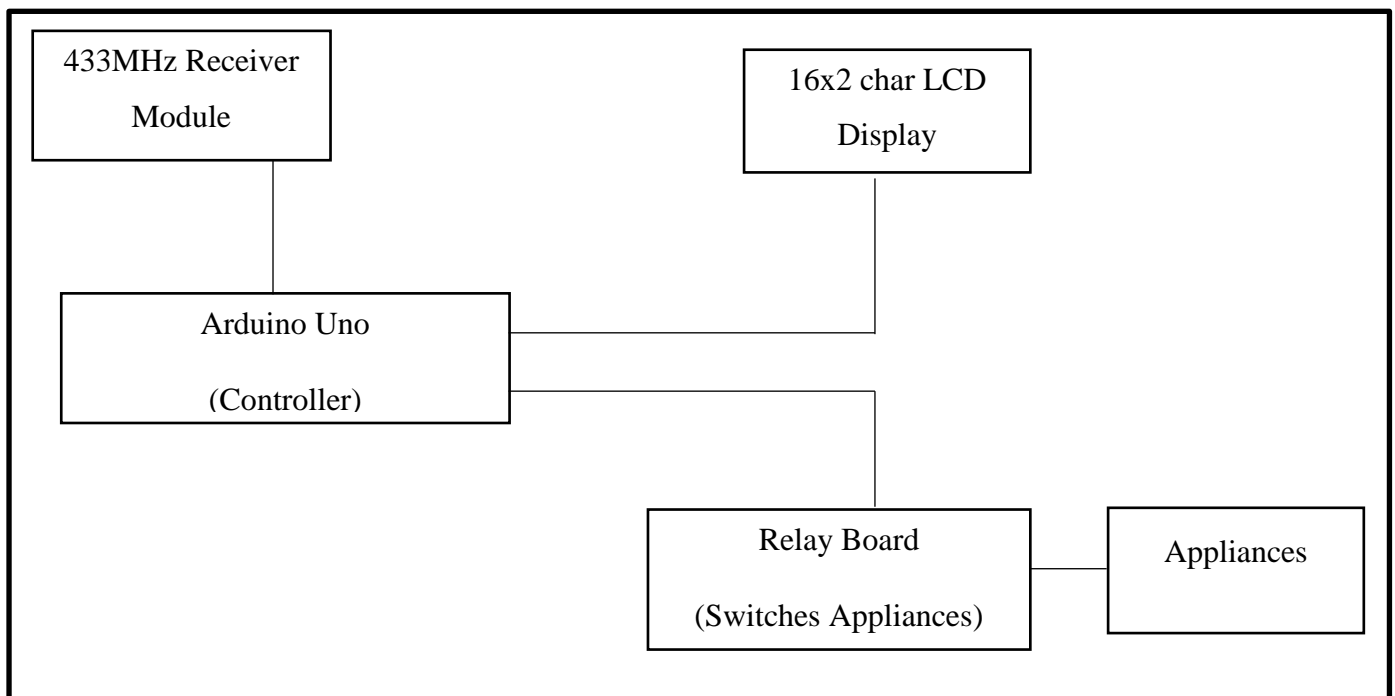 433MHz Receiver
Module
16x2 char LCD
Display
Arduino Uno
(Controller)
Relay Board
(Switches Appliances)
Appliances